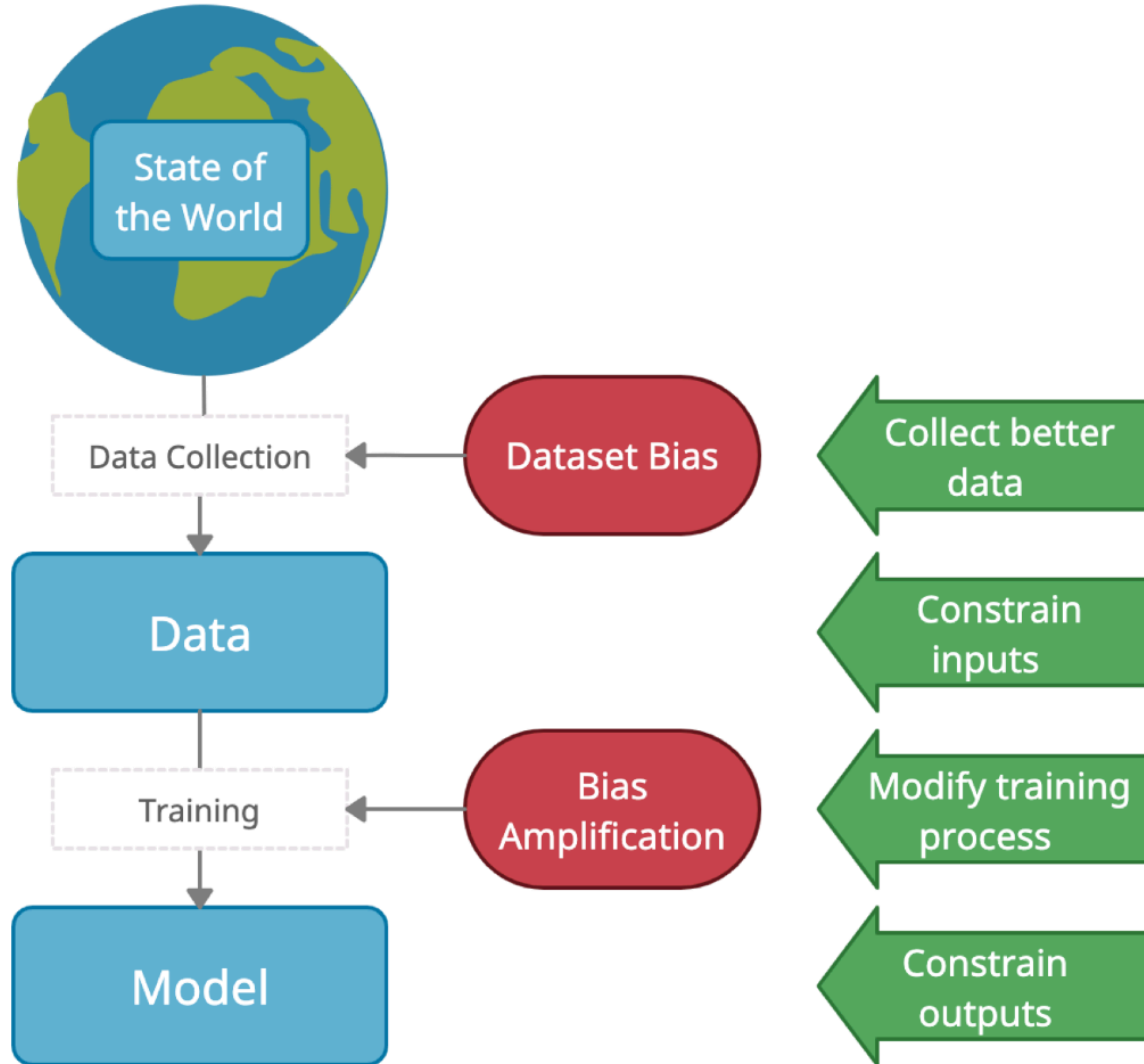 State of
the World
Data Collection
Dataset Bias
Collect better
data
Data
Constrain
inputs
Training
Bias
Amplification
Modify training
process
Model
Constrain
outputs